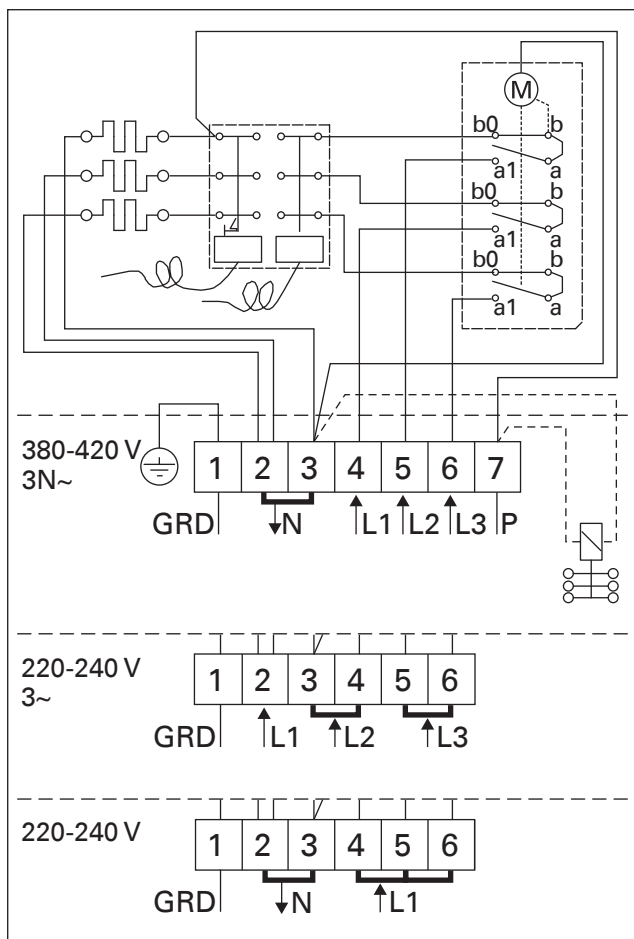 M
b0 b
a1 a
b0 b
a1 a
b0 b
a1 a
380-420 V
3N~
1 2 3 4 5 6 7
GRD N L1 L2 L3 P
220-240 V
3~
1 2 3 4 5 6
GRD L1 L2 L3
220-240 V
1 2 3 4 5 6
GRD N L1